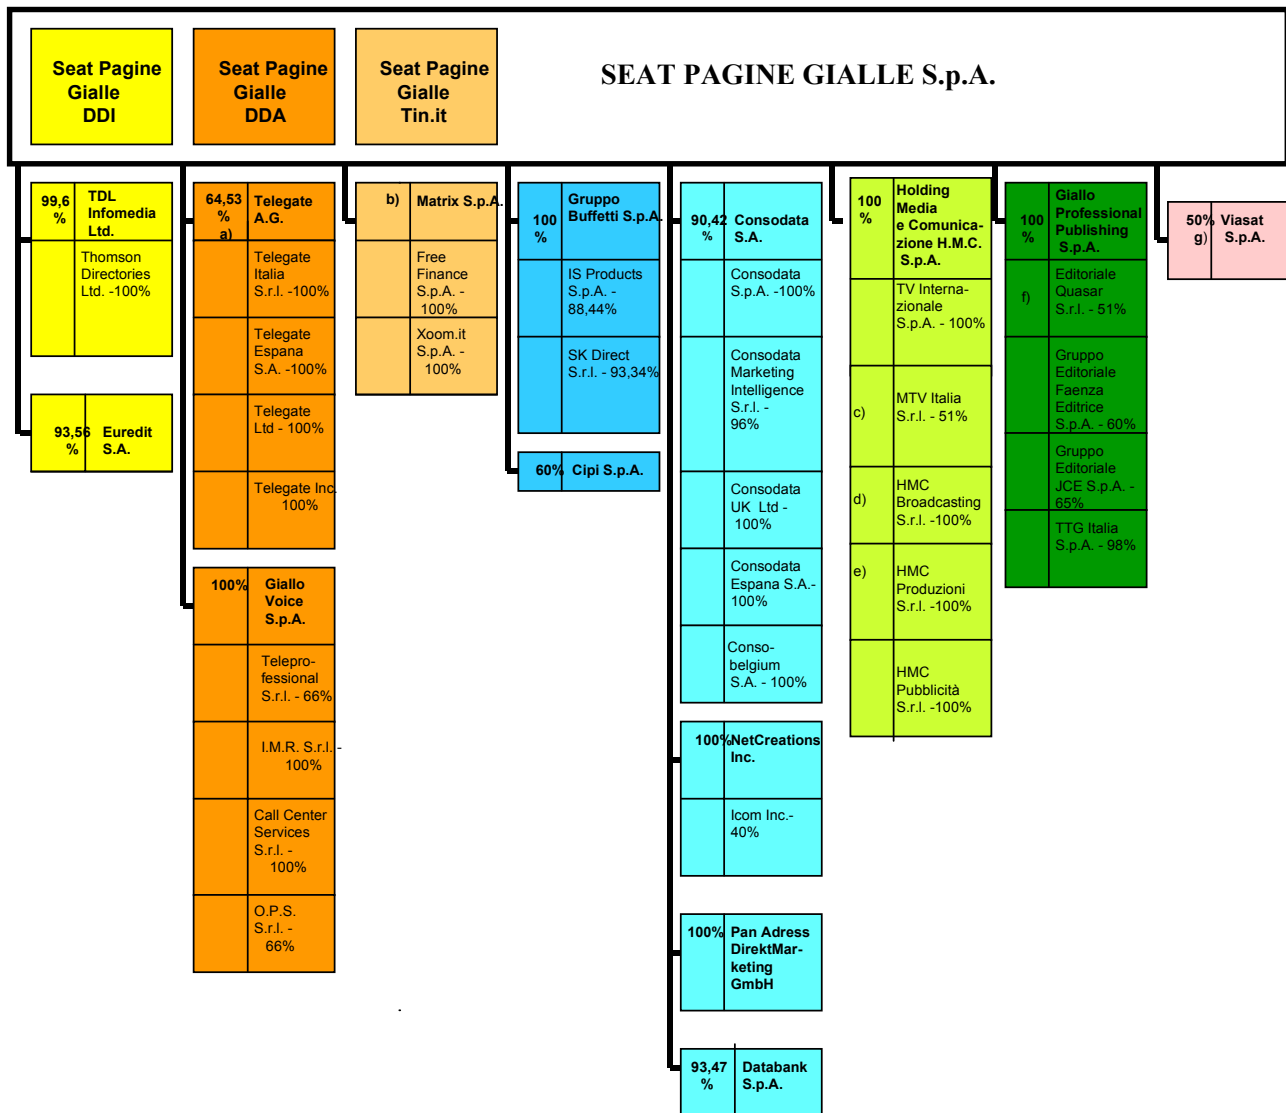 SEAT PAGINE GIALLE S.p.A.
Seat Pagine
Gialle
DDI
Seat Pagine
Gialle
DDA
Seat Pagine
Gialle
Tin.it
99,6
%
TDL
Infomedia
Ltd.
Thomson
Directories
Ltd. -100%
93,56
%
Euredit
S.A.
64,53
%
a)
Telegate
A.G.
Telegate
Italia
S.r.l. -100%
Telegate
Espana
S.A. -100%
Telegate
Ltd - 100%
Telegate Inc.
100%
100%
Giallo
Voice
S.p.A.
Telepro-
fessional
S.r.l. - 66%
I.M.R. S.r.l. -
100%
Call Center
Services
S.r.l. -
100%
O.P.S.
S.r.l. -
66%
b)
Matrix S.p.A.
Free
Finance
S.p.A. -
100%
Xoom.it
S.p.A. -
100%
100
%
Gruppo
Buffetti S.p.A.
IS Products
S.p.A. -
88,44%
SK Direct
S.r.l. - 93,34%
60%
Cipi S.p.A.
90,42
%
Consodata
S.A.
Consodata
S.p.A. -100%
Consodata
Marketing
Intelligence
S.r.l. -
96%
Consodata
UK Ltd -
100%
Consodata
Espana S.A.-
100%
Conso-
belgium
S.A. - 100%
100%
NetCreations
Inc.
Icom Inc.-
40%
100%
Pan Adress
DirektMar-
keting
GmbH
93,47
%
Databank
S.p.A.
100
%
Holding
Media
e Comunica-
zione H.M.C.
S.p.A.
TV Interna-
zionale
S.p.A. - 100%
c)
MTV Italia
S.r.l. - 51%
d)
HMC
Broadcasting
S.r.l. -100%
e)
HMC
Produzioni
S.r.l. -100%
HMC
Pubblicità
S.r.l. -100%
100
%
Giallo
Professional
Publishing
S.p.A.
f)
Editoriale
Quasar
S.r.l. - 51%
Gruppo
Editoriale
Faenza
Editrice
S.p.A. - 60%
Gruppo
Editoriale
JCE S.p.A. -
65%
TTG Italia
S.p.A. - 98%
50%
g)
Viasat
S.p.A.
.